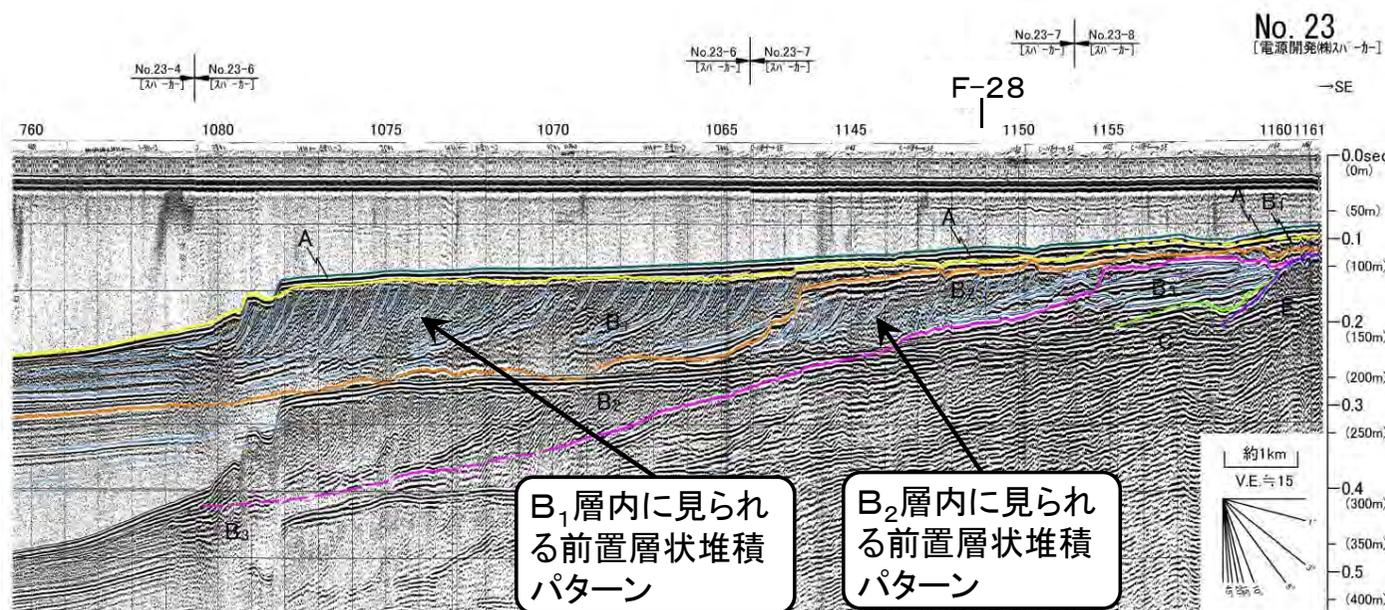 No. 23
[電源開発㈱スパーカー]
→SE
No.23-4
[スパーカー]
No.23-6
[スパーカー]
No.23-6
[スパーカー]
No.23-7
[スパーカー]
No.23-7
[スパーカー]
No.23-8
[スパーカー]
F-28
760 1080 1075 1070 1065 1145 1150 1155 1160 1161
0.0sec
(0m)
(50m)
0.1
(100m)
0.2
(150m)
(200m)
0.3
(250m)
0.4
(300m)
(350m)
0.5
(400m)
A
A
A
B₁
B₁
B₂
B₂
B₃
B₃
C
E
B₁層内に見られ
る前置層状堆積
パターン
B₂層内に見られ
る前置層状堆積
パターン
約1km
V.E.≒15